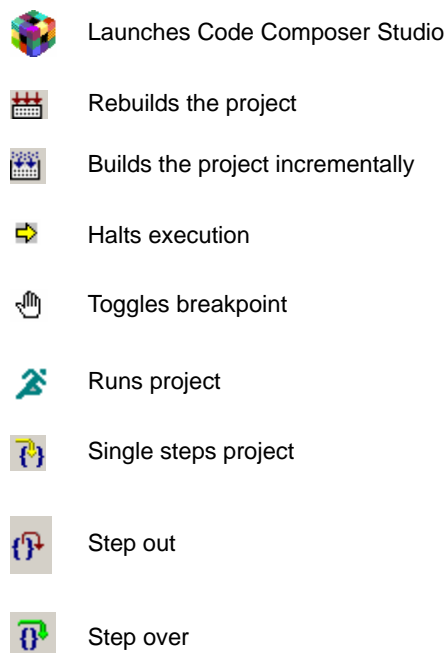 Launches Code Composer Studio
Rebuilds the project
Builds the project incrementally
Halts execution
Toggles breakpoint
Runs project
Single steps project
Step out
Step over